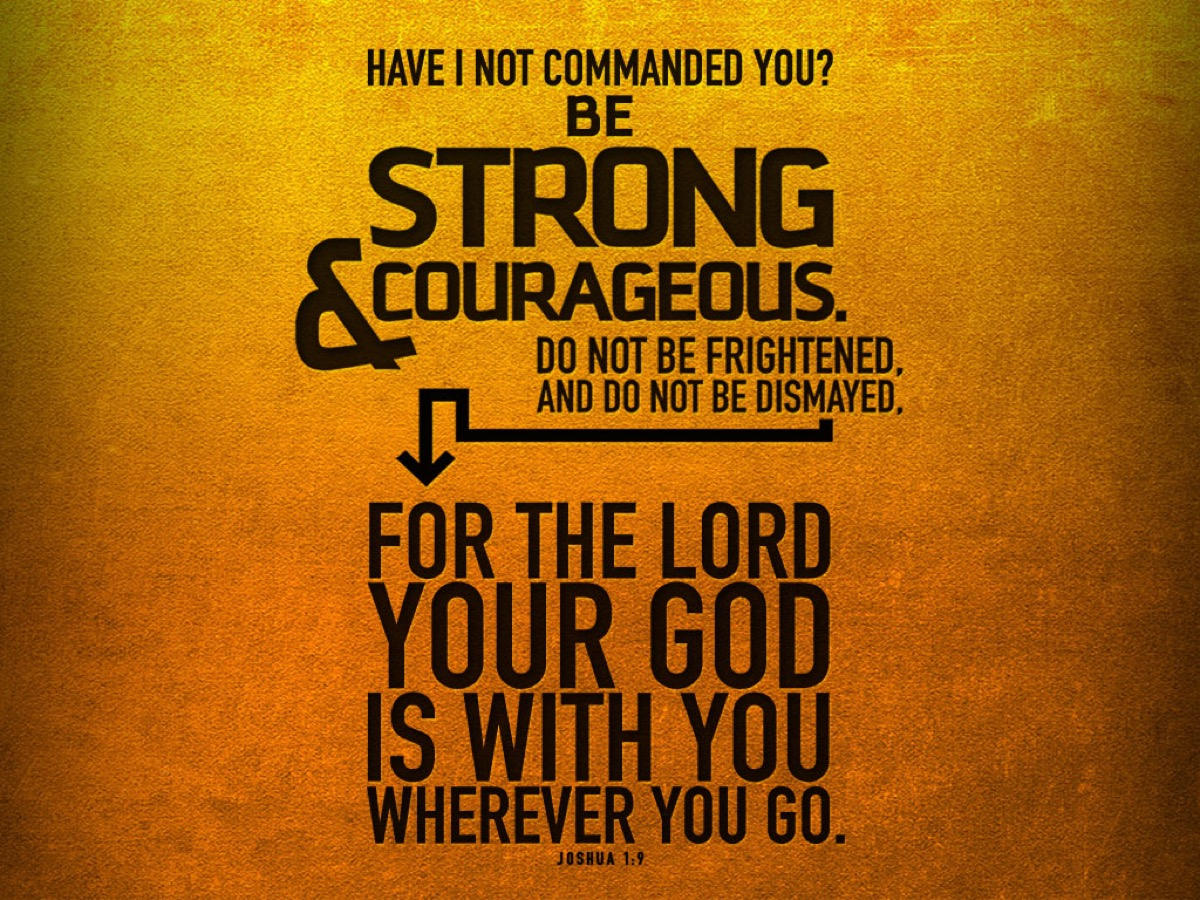 HAVE I NOT COMMANDED YOU?
BE
STRONG
& COURAGEOUS.
DO NOT BE FRIGHTENED,
AND DO NOT BE DISMAYED,
FOR THE LORD
YOUR GOD
IS WITH YOU
WHEREVER YOU GO.
JOSHUA 1:9